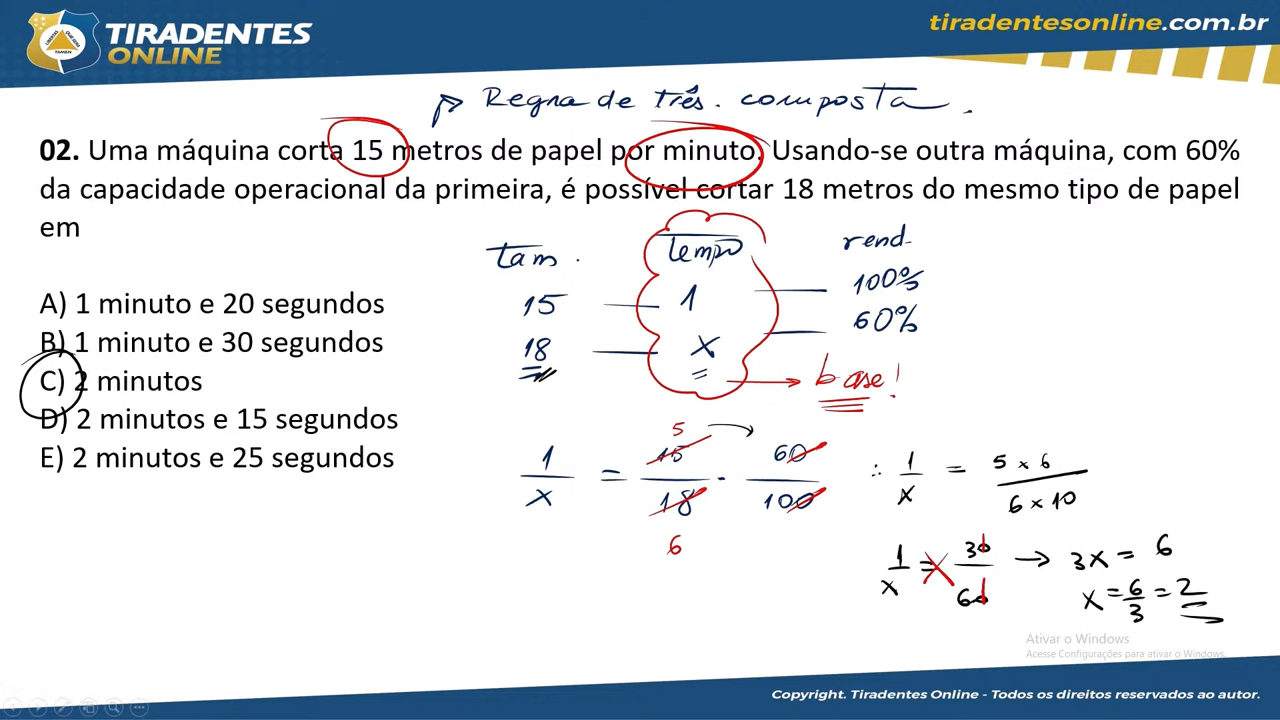 TIRADENTES
ONLINE
tiradentesonline.com.br
Regra de três. composta.
02. Uma máquina corta 15 metros de papel por minuto. Usando-se outra máquina, com 60%
da capacidade operacional da primeira, é possível cortar 18 metros do mesmo tipo de papel
em
tam. tempo rend.
15 1 100%
18 x 60%
base!
A) 1 minuto e 20 segundos
B) 1 minuto e 30 segundos
C) 2 minutos
D) 2 minutos e 15 segundos
E) 2 minutos e 25 segundos
5
1/x = 15/18 . 60/100 ∴ 1/x = 5 x 6/6 x 10
6
1/x = 30/60 → 3x = 6
x = 6/3 = 2
Ativar o Windows
Acesse Configurações para ativar o Windows.
Copyright. Tiradentes Online - Todos os direitos reservados ao autor.